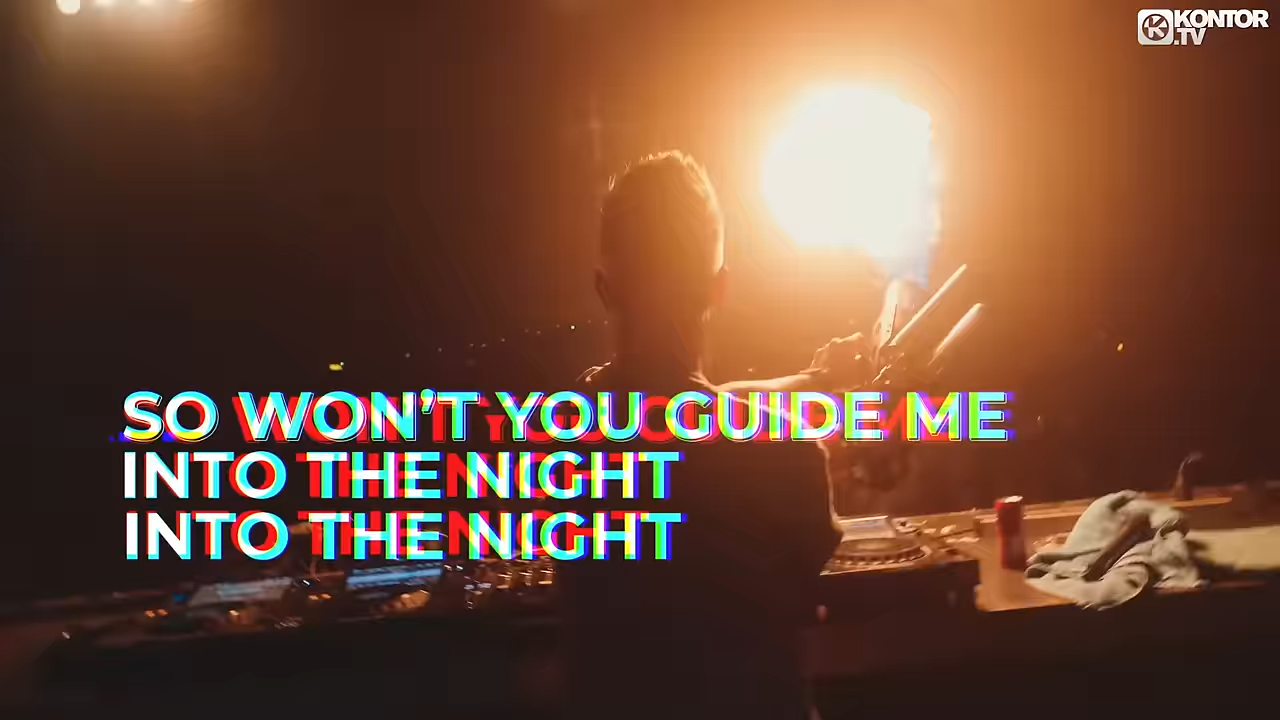 KONTOR
.TV
SO WON'T YOU GUIDE ME
INTO THE NIGHT
INTO THE NIGHT